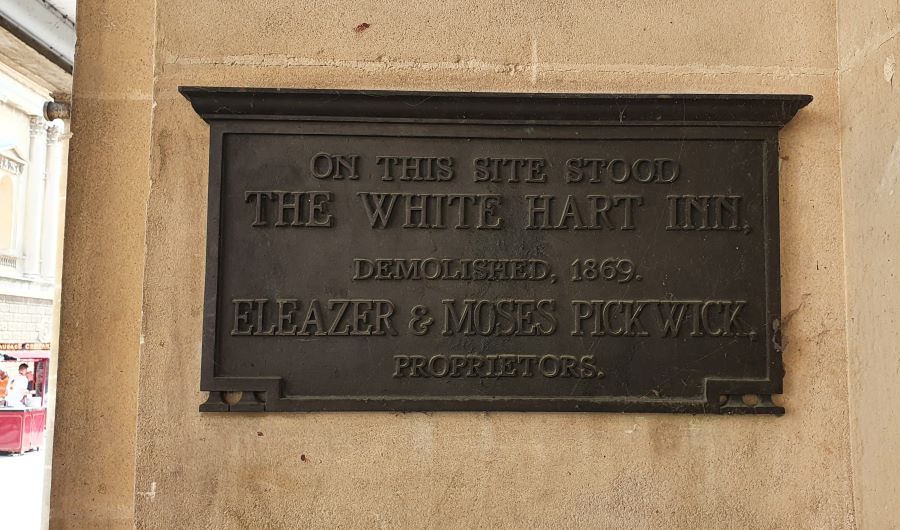 ON THIS SITE STOOD
THE WHITE HART INN,
DEMOLISHED, 1869.
ELEAZER & MOSES PICKWICK,
PROPRIETORS.